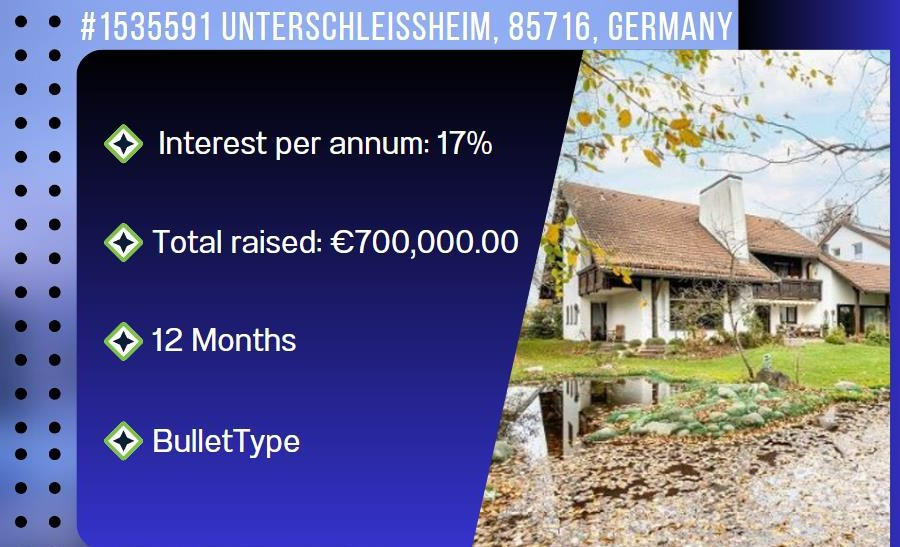 #1535591 UNTERSCHLEISSHEIM, 85716, GERMANY
Interest per annum: 17%
Total raised: €700,000.00
12 Months
BulletType